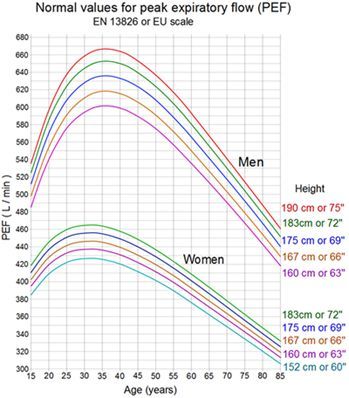 Normal values for peak expiratory flow (PEF)
EN 13826 or EU scale
PEF ( L / min )
680
660
640
620
600
580
560
540
520
500
480
460
440
420
400
380
360
340
320
300
Men
Women
Height
190 cm or 75"
183cm or 72"
175 cm or 69"
167 cm or 66"
160 cm or 63"
183cm or 72"
175 cm or 69"
167 cm or 66"
160 cm or 63"
152 cm or 60"
15 20 25 30 35 40 45 50 55 60 65 70 75 80 85
Age (years)